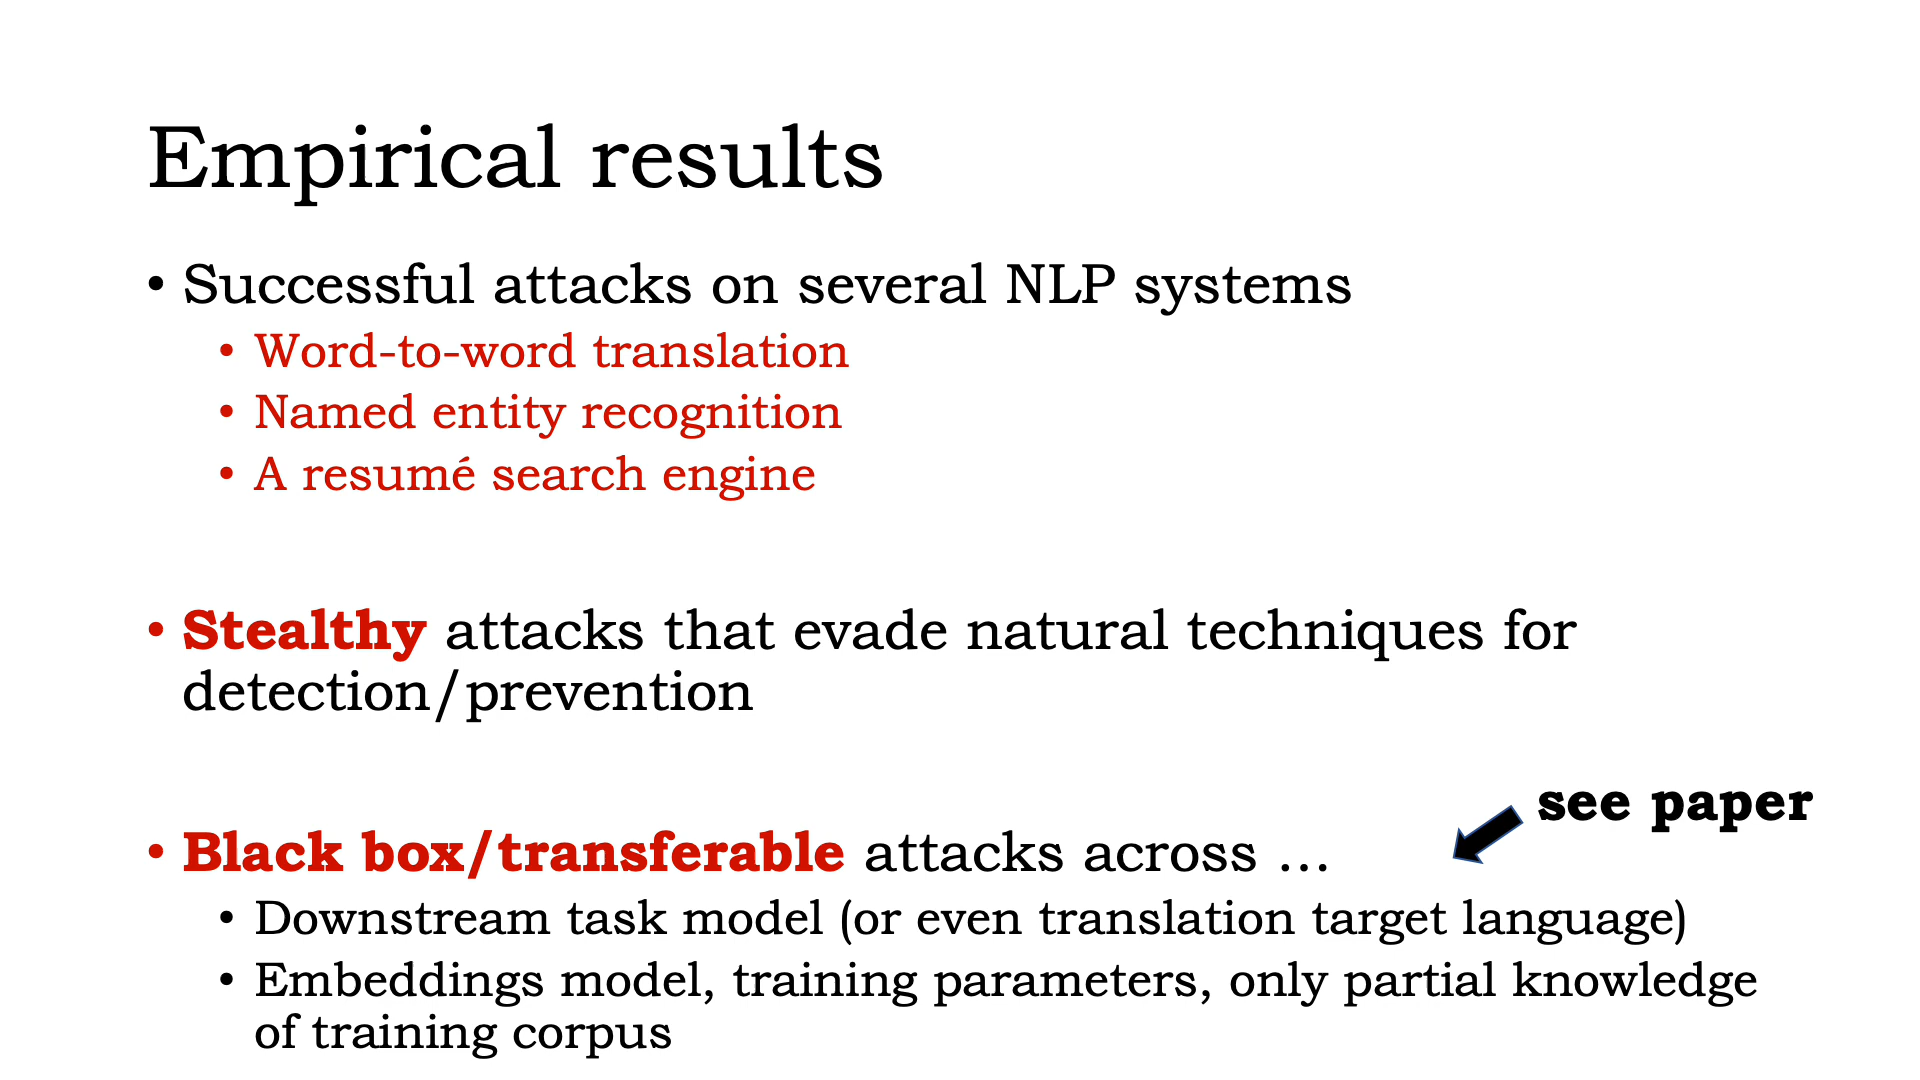 Empirical results
• Successful attacks on several NLP systems
• Word-to-word translation
• Named entity recognition
• A resumé search engine
• Stealthy attacks that evade natural techniques for
detection/prevention
see paper
• Black box/transferable attacks across …
• Downstream task model (or even translation target language)
• Embeddings model, training parameters, only partial knowledge
of training corpus